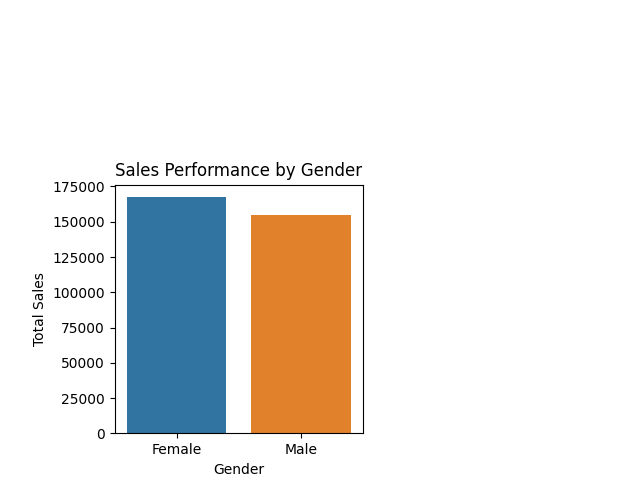 Sales Performance by Gender
175000
150000
125000
100000
75000
50000
25000
0
Total Sales
Female Male
Gender